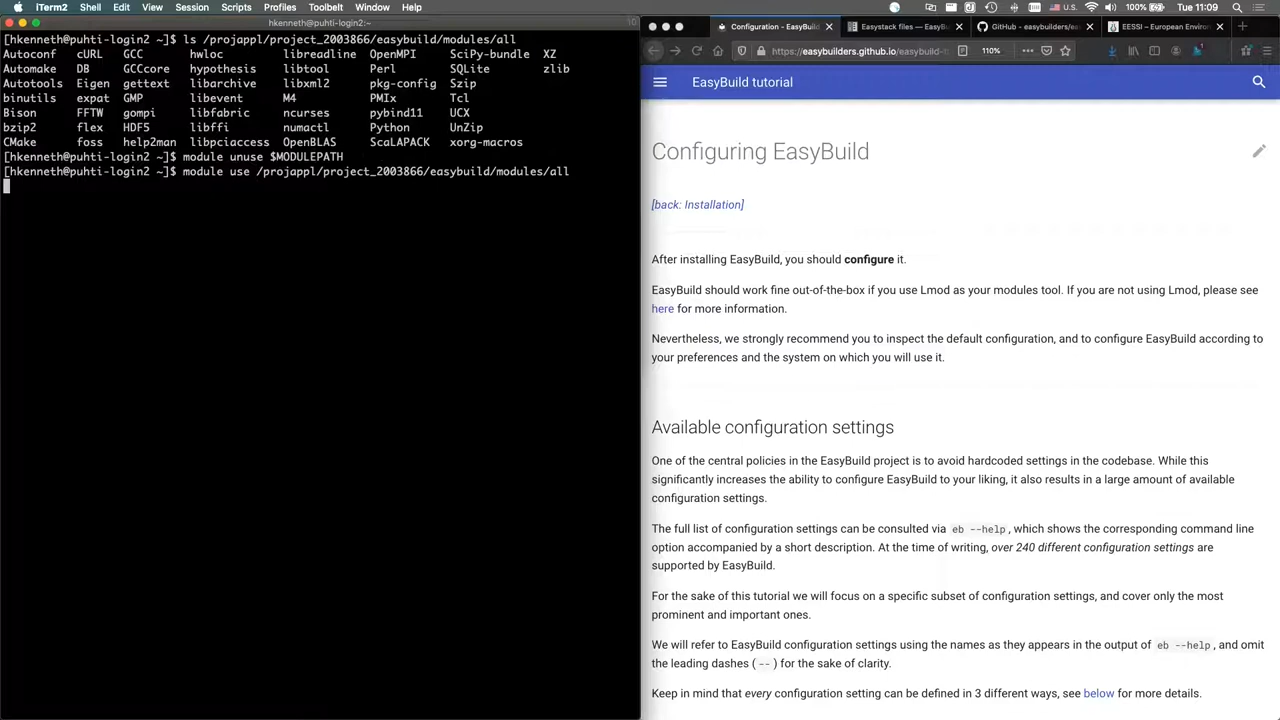 iTerm2 Shell Edit View Session Scripts Profiles Toolbelt Window Help
100% Tue 11:09
hkenneth@puhti-login2:~
[hkenneth@puhti-login2 ~]$ ls /projappl/project_2003866/easybuild/modules/all
Autoconf cURL GCC hwloc libreadline OpenMPI SciPy-bundle XZ
Automake DB GCCcore hypothesis libtool Perl SQLite zlib
Autotools Eigen gettext libarchive libxml2 pkg-config Szip
binutils expat GMP libevent M4 PMIx Tcl
Bison FFTW gompi libfabric ncurses pybind11 UCX
bzip2 flex HDF5 libffi numactl Python UnZip
CMake foss help2man libpciaccess OpenBLAS ScaLAPACK xorg-macros
[hkenneth@puhti-login2 ~]$ module unuse $MODULEPATH
[hkenneth@puhti-login2 ~]$ module use /projappl/project_2003866/easybuild/modules/all
Configuration - EasyBuild
Easystack files — EasyBuild
GitHub - easybuilders/easy
EESSI – European Environ
https://easybuilders.github.io/easybuild-
110%
EasyBuild tutorial
Configuring EasyBuild
[back: Installation]
After installing EasyBuild, you should configure it.
EasyBuild should work fine out-of-the-box if you use Lmod as your modules tool. If you are not using Lmod, please see
here for more information.
Nevertheless, we strongly recommend you to inspect the default configuration, and to configure EasyBuild according to
your preferences and the system on which you will use it.
Available configuration settings
One of the central policies in the EasyBuild project is to avoid hardcoded settings in the codebase. While this
significantly increases the ability to configure EasyBuild to your liking, it also results in a large amount of available
configuration settings.
The full list of configuration settings can be consulted via eb --help, which shows the corresponding command line
option accompanied by a short description. At the time of writing, over 240 different configuration settings are
supported by EasyBuild.
For the sake of this tutorial we will focus on a specific subset of configuration settings, and cover only the most
prominent and important ones.
We will refer to EasyBuild configuration settings using the names as they appears in the output of eb --help, and omit
the leading dashes (--) for the sake of clarity.
Keep in mind that every configuration setting can be defined in 3 different ways, see below for more details.